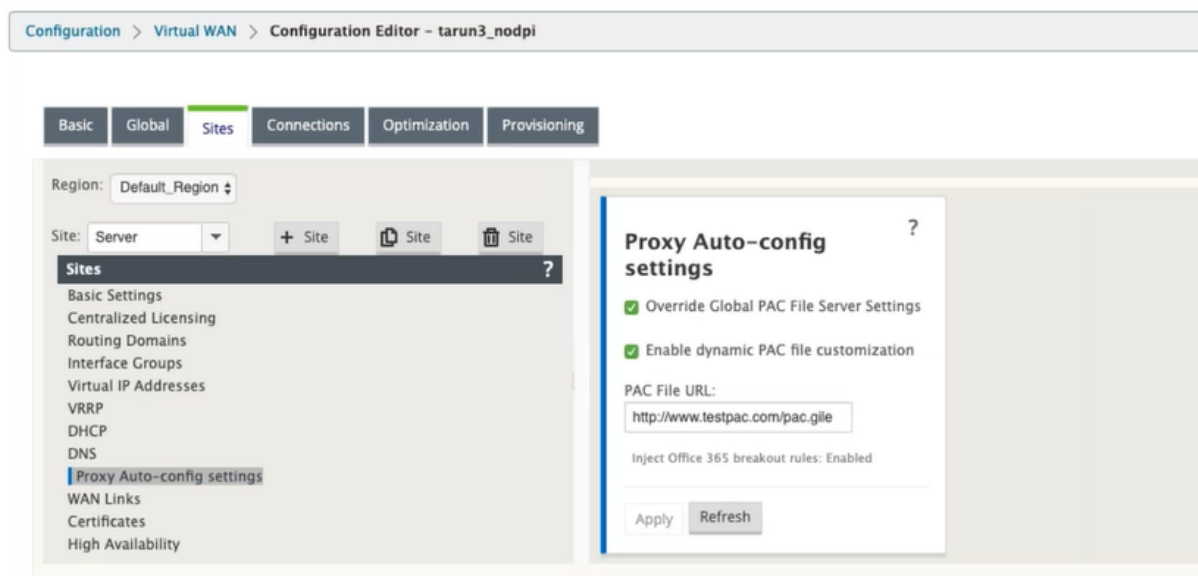 Configuration > Virtual WAN > Configuration Editor - tarun3_nodpi
Basic Global Sites Connections Optimization Provisioning
Region: Default_Region
Site: Server + Site Site Site
Sites ?
Basic Settings
Centralized Licensing
Routing Domains
Interface Groups
Virtual IP Addresses
VRRP
DHCP
DNS
Proxy Auto-config settings
WAN Links
Certificates
High Availability
Proxy Auto-config ?
settings
Override Global PAC File Server Settings
Enable dynamic PAC file customization
PAC File URL:
http://www.testpac.com/pac.gile
Inject Office 365 breakout rules: Enabled
Apply Refresh